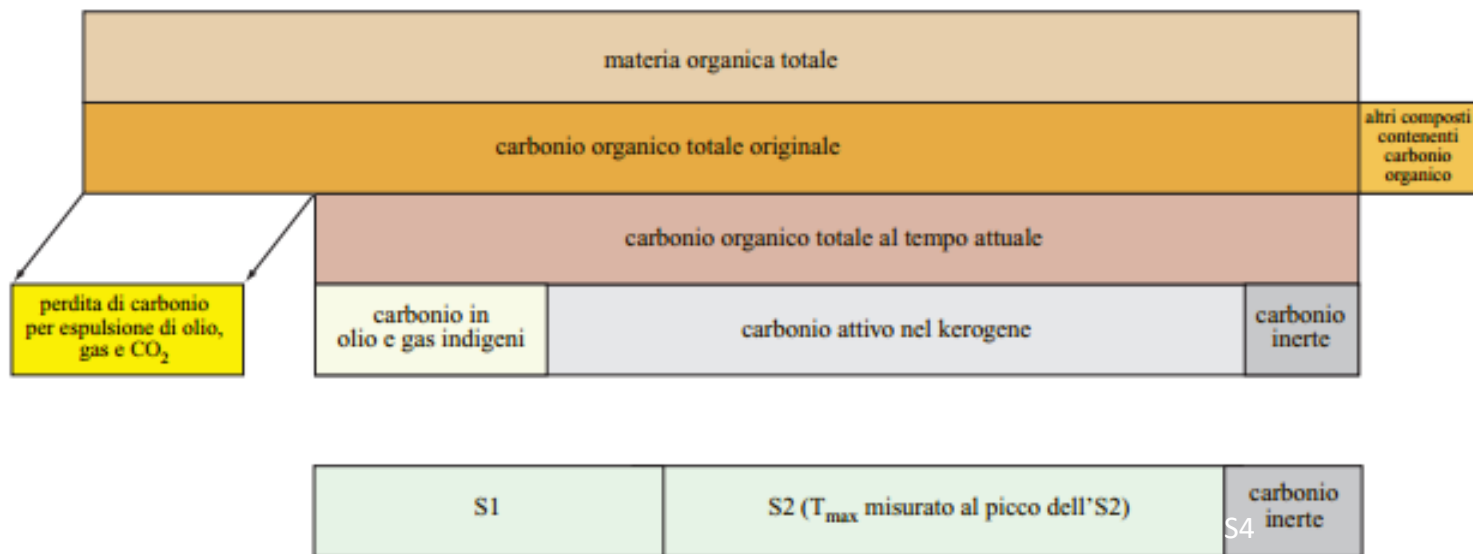 materia organica totale
carbonio organico totale originale
altri composti
contenenti
carbonio
organico
carbonio organico totale al tempo attuale
perdita di carbonio
per espulsione di olio,
gas e CO₂
carbonio in
olio e gas indigeni
carbonio attivo nel kerogene
carbonio
inerte
S1
S2 (Tmax misurato al picco dell’S2)
carbonio
inerte
S4